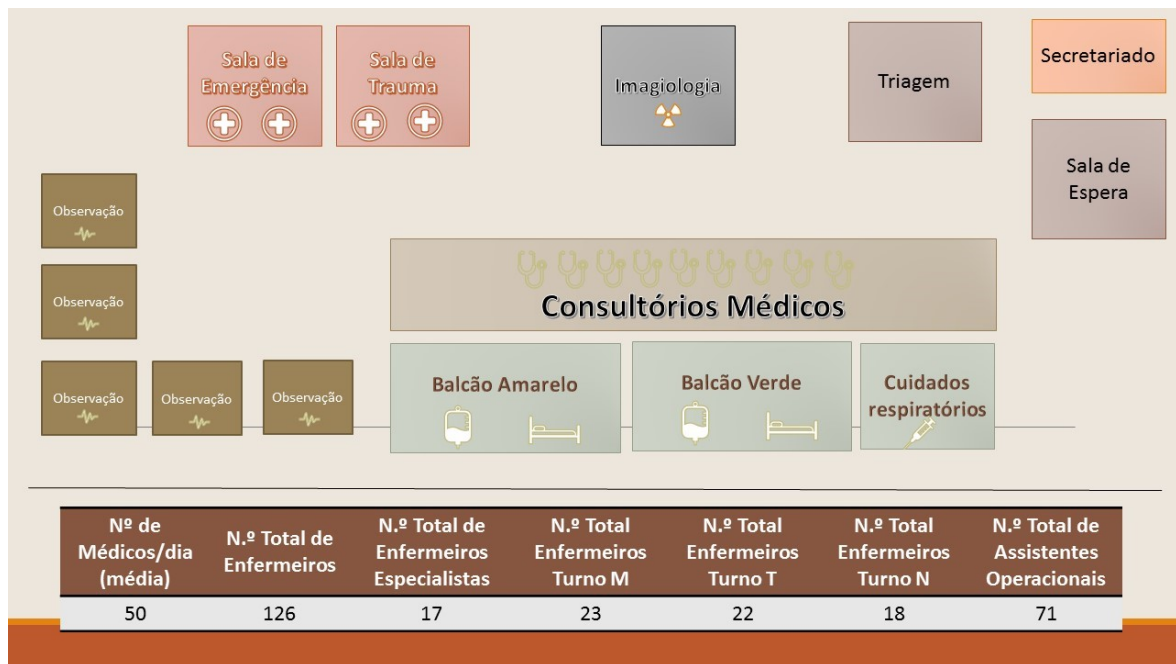 Sala de
Emergência
Sala de
Trauma
Imagiologia
Triagem
Secretariado
Sala de
Espera
Observação
Observação
Consultórios Médicos
Observação
Observação
Observação
Balcão Amarelo
Balcão Verde
Cuidados
respiratórios
Nº de
Médicos/dia
(média)
N.º Total de
Enfermeiros
N.º Total de
Enfermeiros
Especialistas
N.º Total
Enfermeiros
Turno M
N.º Total
Enfermeiros
Turno T
N.º Total
Enfermeiros
Turno N
N.º Total de
Assistentes
Operacionais
50
126
17
23
22
18
71